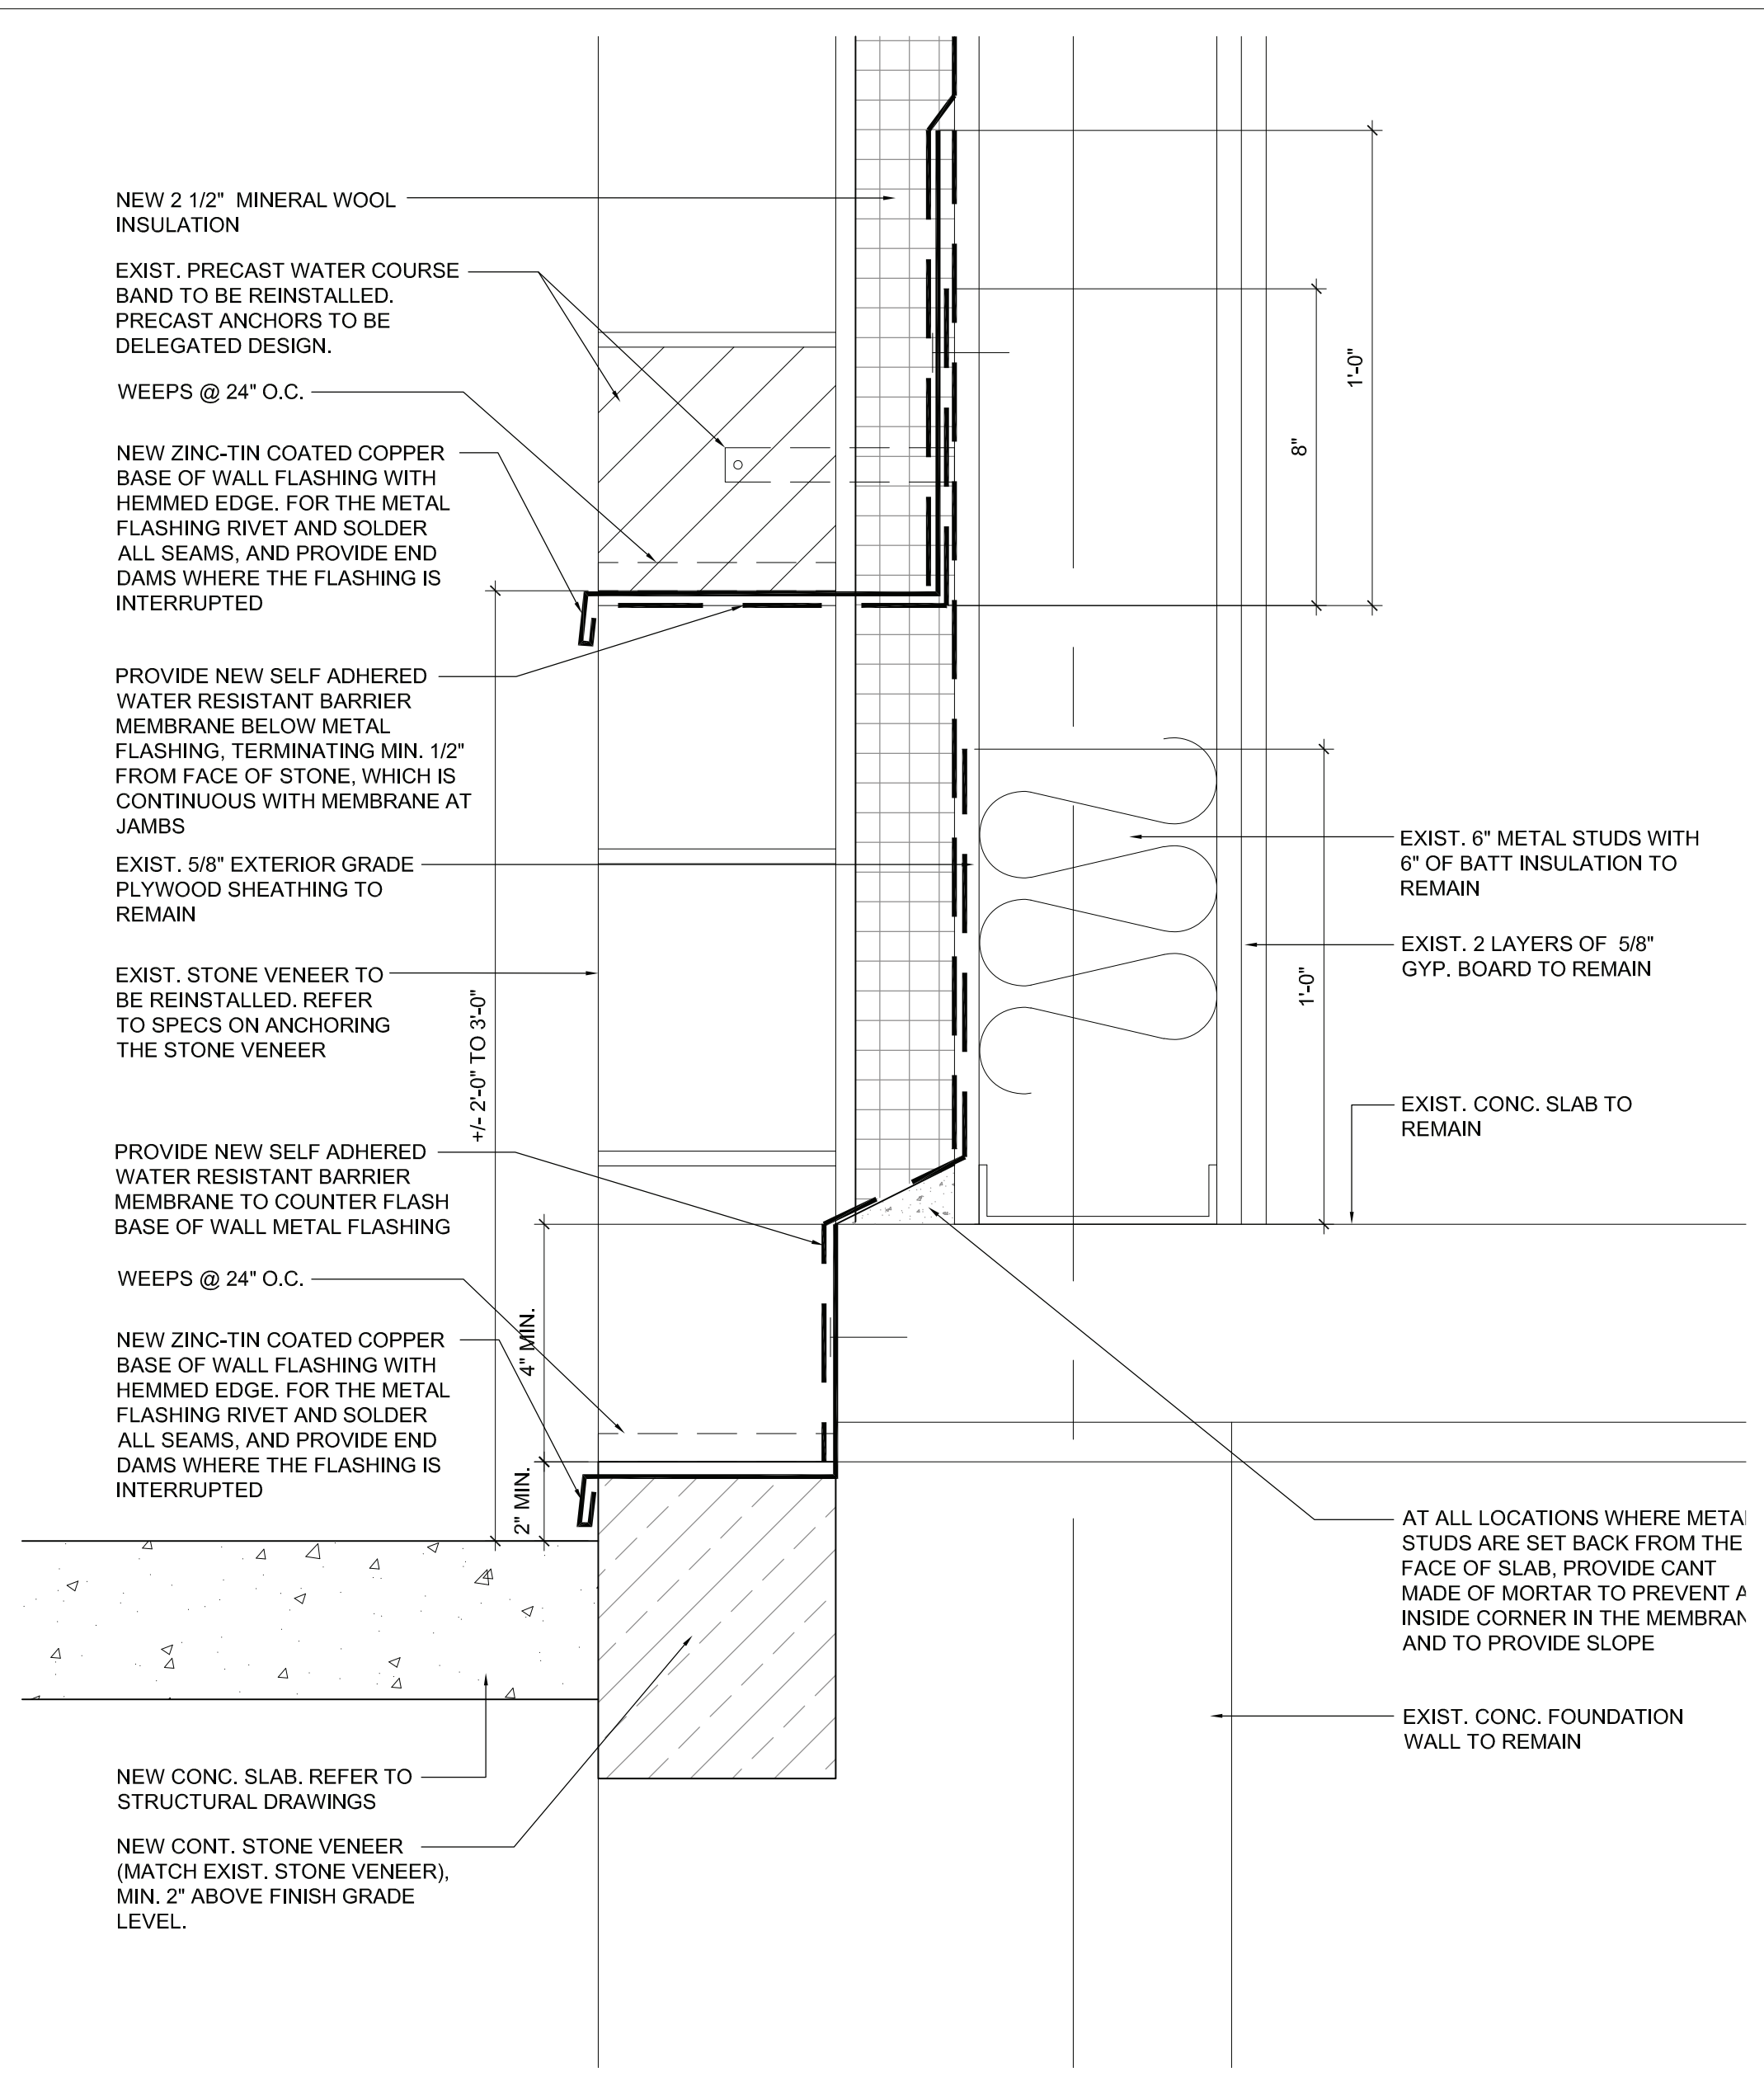 NEW 2 1/2" MINERAL WOOL
INSULATION
EXIST. PRECAST WATER COURSE
BAND TO BE REINSTALLED.
PRECAST ANCHORS TO BE
DELEGATED DESIGN.
WEEPS @ 24" O.C.
NEW ZINC-TIN COATED COPPER
BASE OF WALL FLASHING WITH
HEMMED EDGE. FOR THE METAL
FLASHING RIVET AND SOLDER
ALL SEAMS, AND PROVIDE END
DAMS WHERE THE FLASHING IS
INTERRUPTED
PROVIDE NEW SELF ADHERED
WATER RESISTANT BARRIER
MEMBRANE BELOW METAL
FLASHING, TERMINATING MIN. 1/2"
FROM FACE OF STONE, WHICH IS
CONTINUOUS WITH MEMBRANE AT
JAMBS
EXIST. 5/8" EXTERIOR GRADE
PLYWOOD SHEATHING TO
REMAIN
EXIST. STONE VENEER TO
BE REINSTALLED. REFER
TO SPECS ON ANCHORING
THE STONE VENEER
+/- 2'-0" TO 3'-0"
PROVIDE NEW SELF ADHERED
WATER RESISTANT BARRIER
MEMBRANE TO COUNTER FLASH
BASE OF WALL METAL FLASHING
WEEPS @ 24" O.C.
4" MIN.
NEW ZINC-TIN COATED COPPER
BASE OF WALL FLASHING WITH
HEMMED EDGE. FOR THE METAL
FLASHING RIVET AND SOLDER
ALL SEAMS, AND PROVIDE END
DAMS WHERE THE FLASHING IS
INTERRUPTED
2" MIN.
NEW CONC. SLAB. REFER TO
STRUCTURAL DRAWINGS
NEW CONT. STONE VENEER
(MATCH EXIST. STONE VENEER),
MIN. 2" ABOVE FINISH GRADE
LEVEL.
1'-0"
8"
EXIST. 6" METAL STUDS WITH
6" OF BATT INSULATION TO
REMAIN
EXIST. 2 LAYERS OF 5/8"
GYP. BOARD TO REMAIN
1'-0"
EXIST. CONC. SLAB TO
REMAIN
AT ALL LOCATIONS WHERE
STUDS ARE SET BACK FROM THE
FACE OF SLAB, PROVIDE CANT
MADE OF MORTAR TO PREVENT
INSIDE CORNER IN THE
AND TO PROVIDE SLOPE
EXIST. CONC. FOUNDATION
WALL TO REMAIN